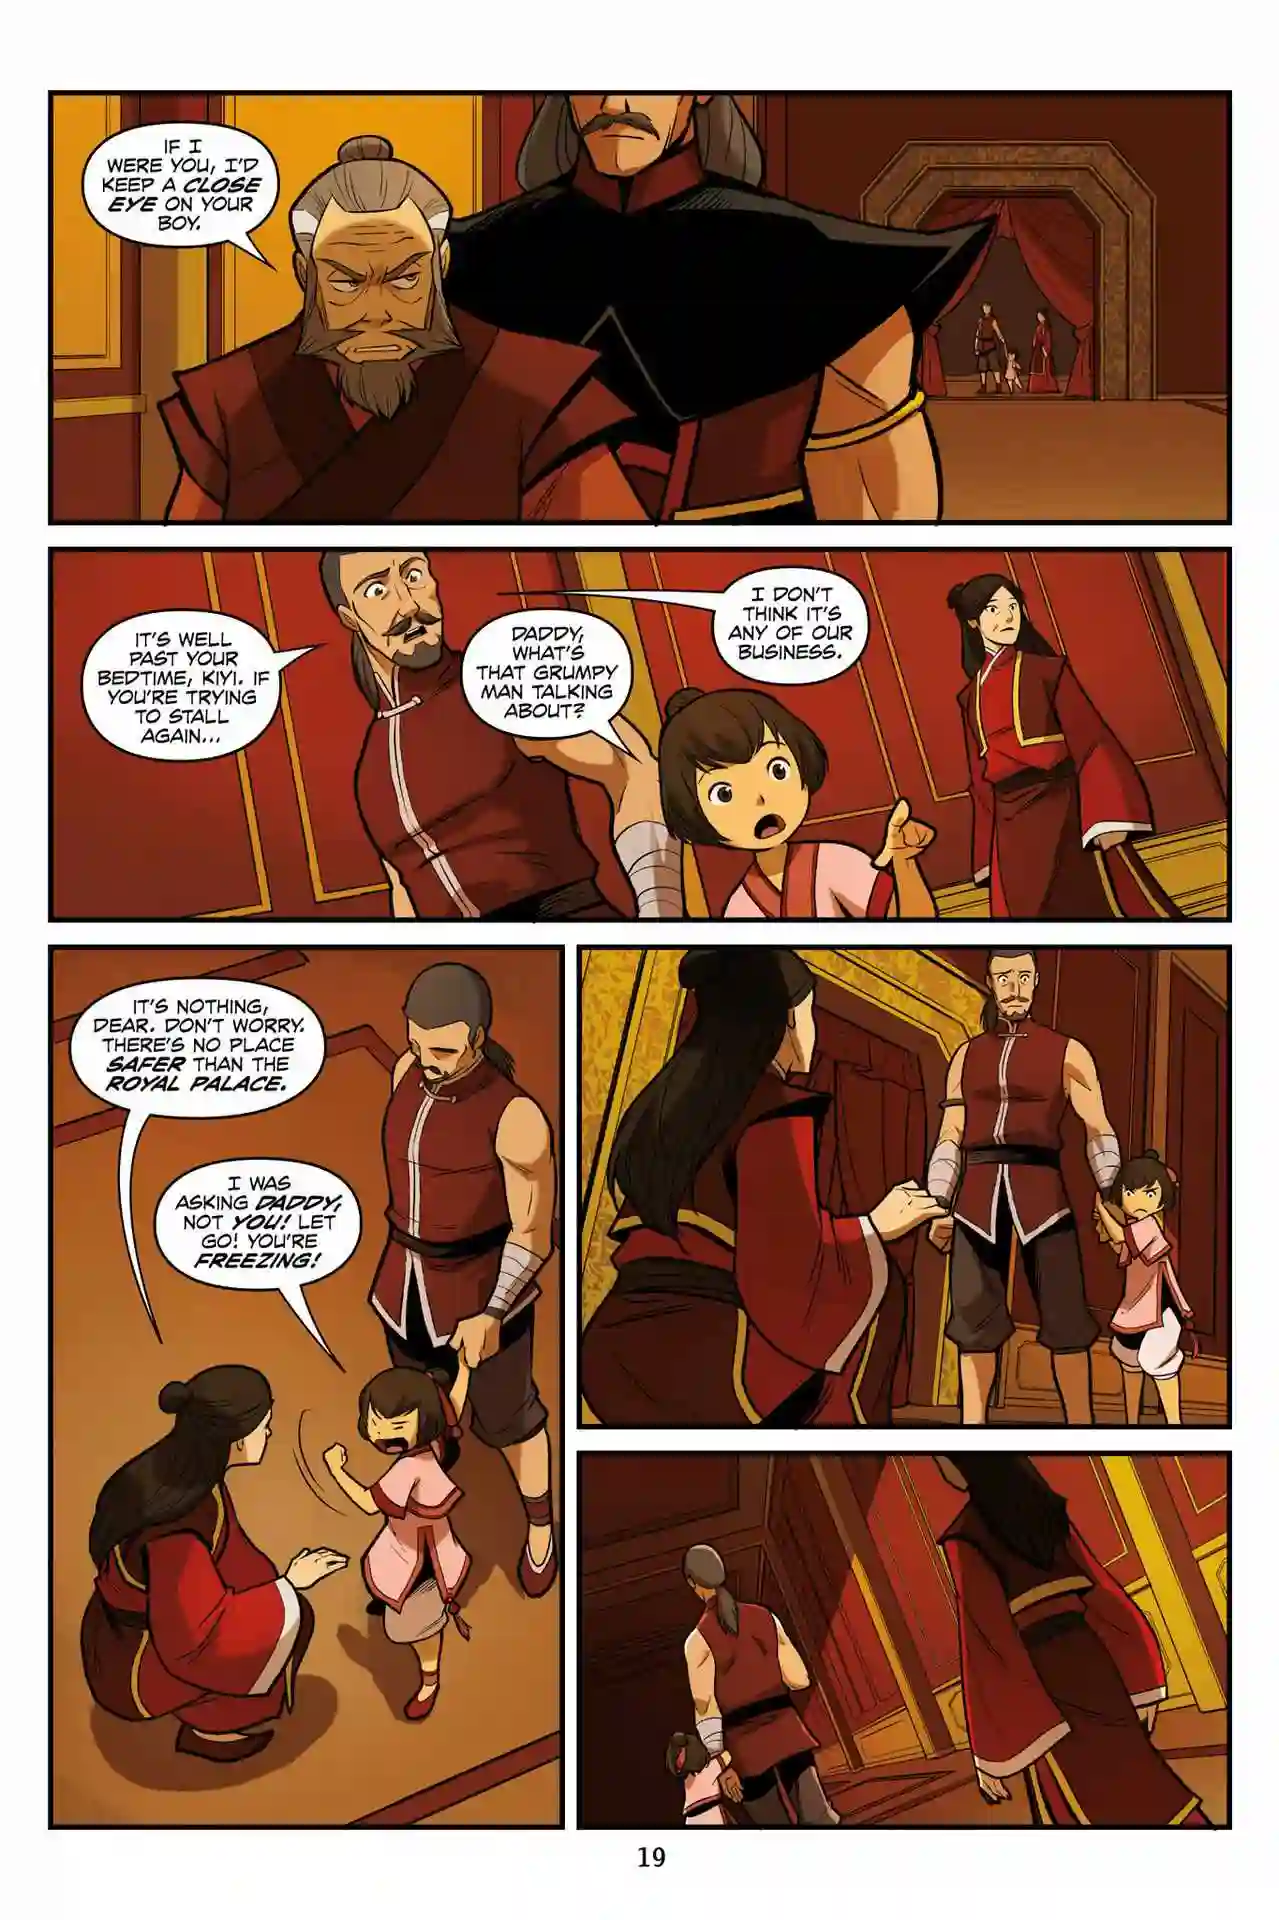 IF I
WERE YOU, I'D
KEEP A CLOSE
EYE ON YOUR
BOY.
IT'S WELL
PAST YOUR
BEDTIME, KIYI. IF
YOU'RE TRYING
TO STALL
AGAIN...
DADDY,
WHAT'S
THAT GRUMPY
MAN TALKING
ABOUT?
I DON'T
THINK IT'S
ANY OF OUR
BUSINESS.
IT'S NOTHING,
DEAR. DON'T WORRY.
THERE'S NO PLACE
SAFER THAN THE
ROYAL PALACE.
I WAS
ASKING DADDY,
NOT YOU! LET
GO! YOU'RE
FREEZING!
19